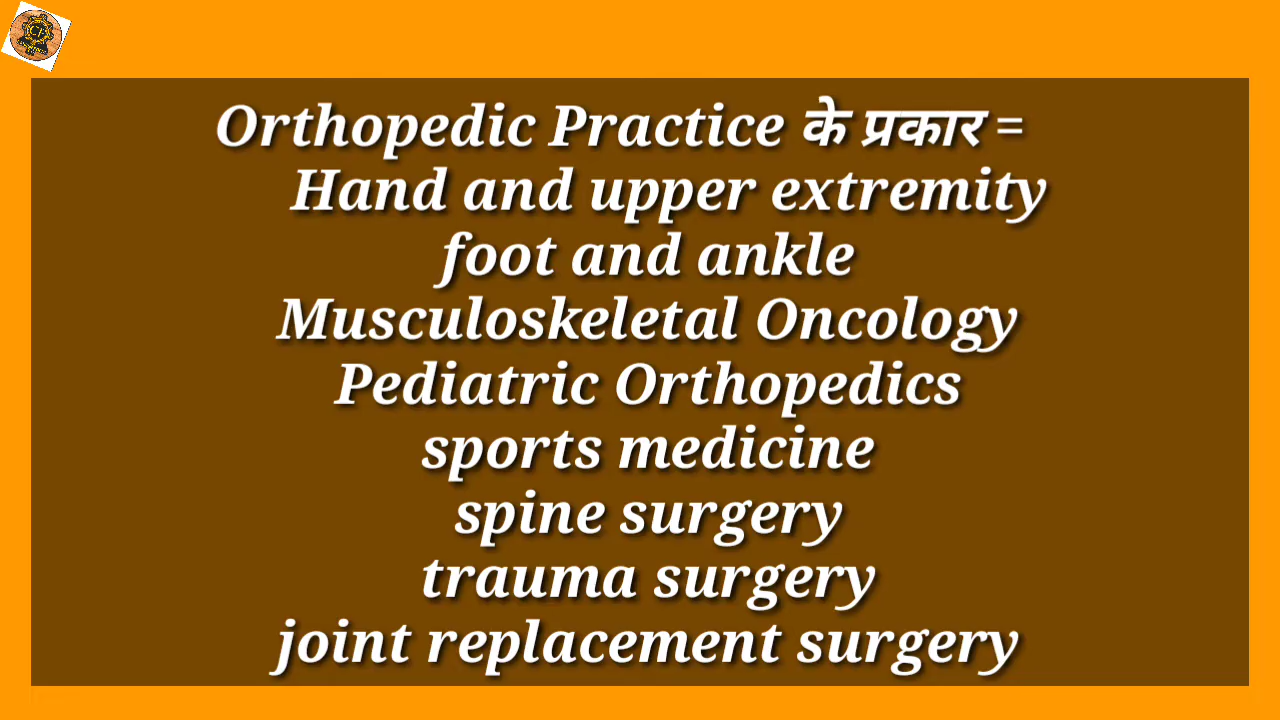 Orthopedic Practice के प्रकार =
Hand and upper extremity
foot and ankle
Musculoskeletal Oncology
Pediatric Orthopedics
sports medicine
spine surgery
trauma surgery
joint replacement surgery